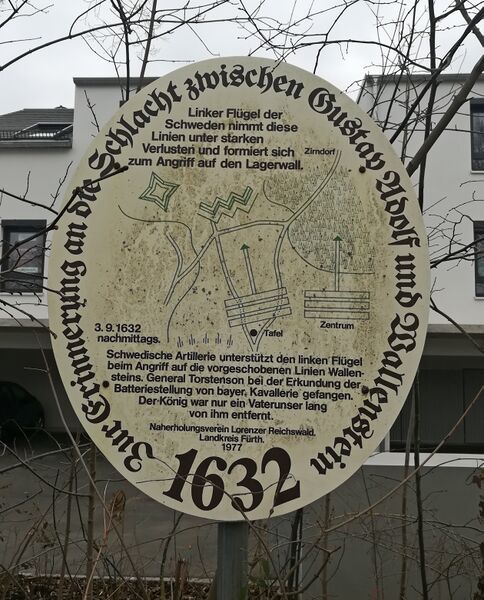 Zur Erinnerung an die Schlacht zwischen Gustav Adolf und Wallenstein
Linker Flügel der
Schweden nimmt diese
Linien unter starken
Verlusten und formiert sich
zum Angriff auf den Lagerwall.
Zirndorf
3.9.1632
nachmittags.
Tafel
Zentrum
Schwedische Artillerie unterstützt den linken Flügel
beim Angriff auf die vorgeschobenen Linien Wallen-
steins. General Torstenson bei der Erkundung der
Batteriestellung von bayer. Kavallerie gefangen.
Der König war nur ein Vaterunser lang
von ihm entfernt.
Naherholungsverein Lorenzer Reichswald.
Landkreis Fürth.
1977
1632